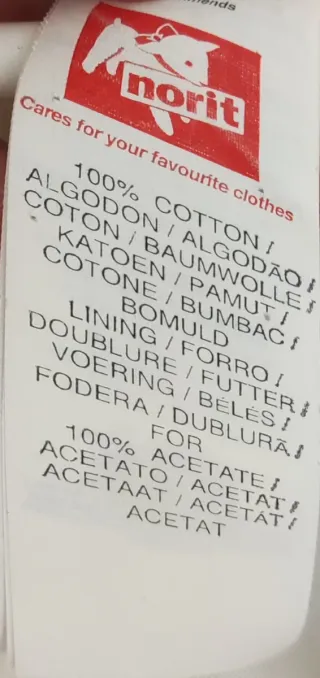 norit
Cares for your favourite clothes
100% COTTON /
ALGODON / ALGODÃO /
COTON / BAUMWOLLE /
KATOEN / PAMUT /
COTONE / BUMBAC /
BOMULD
LINING / FORRO /
DOUBLURE / FUTTER /
VOERING / BÉLÉS /
FODERA / DUBLURĂ /
FOR
100% ACETATE /
ACETATO / ACETAT /
ACETAAT / ACETÁT /
ACETAT